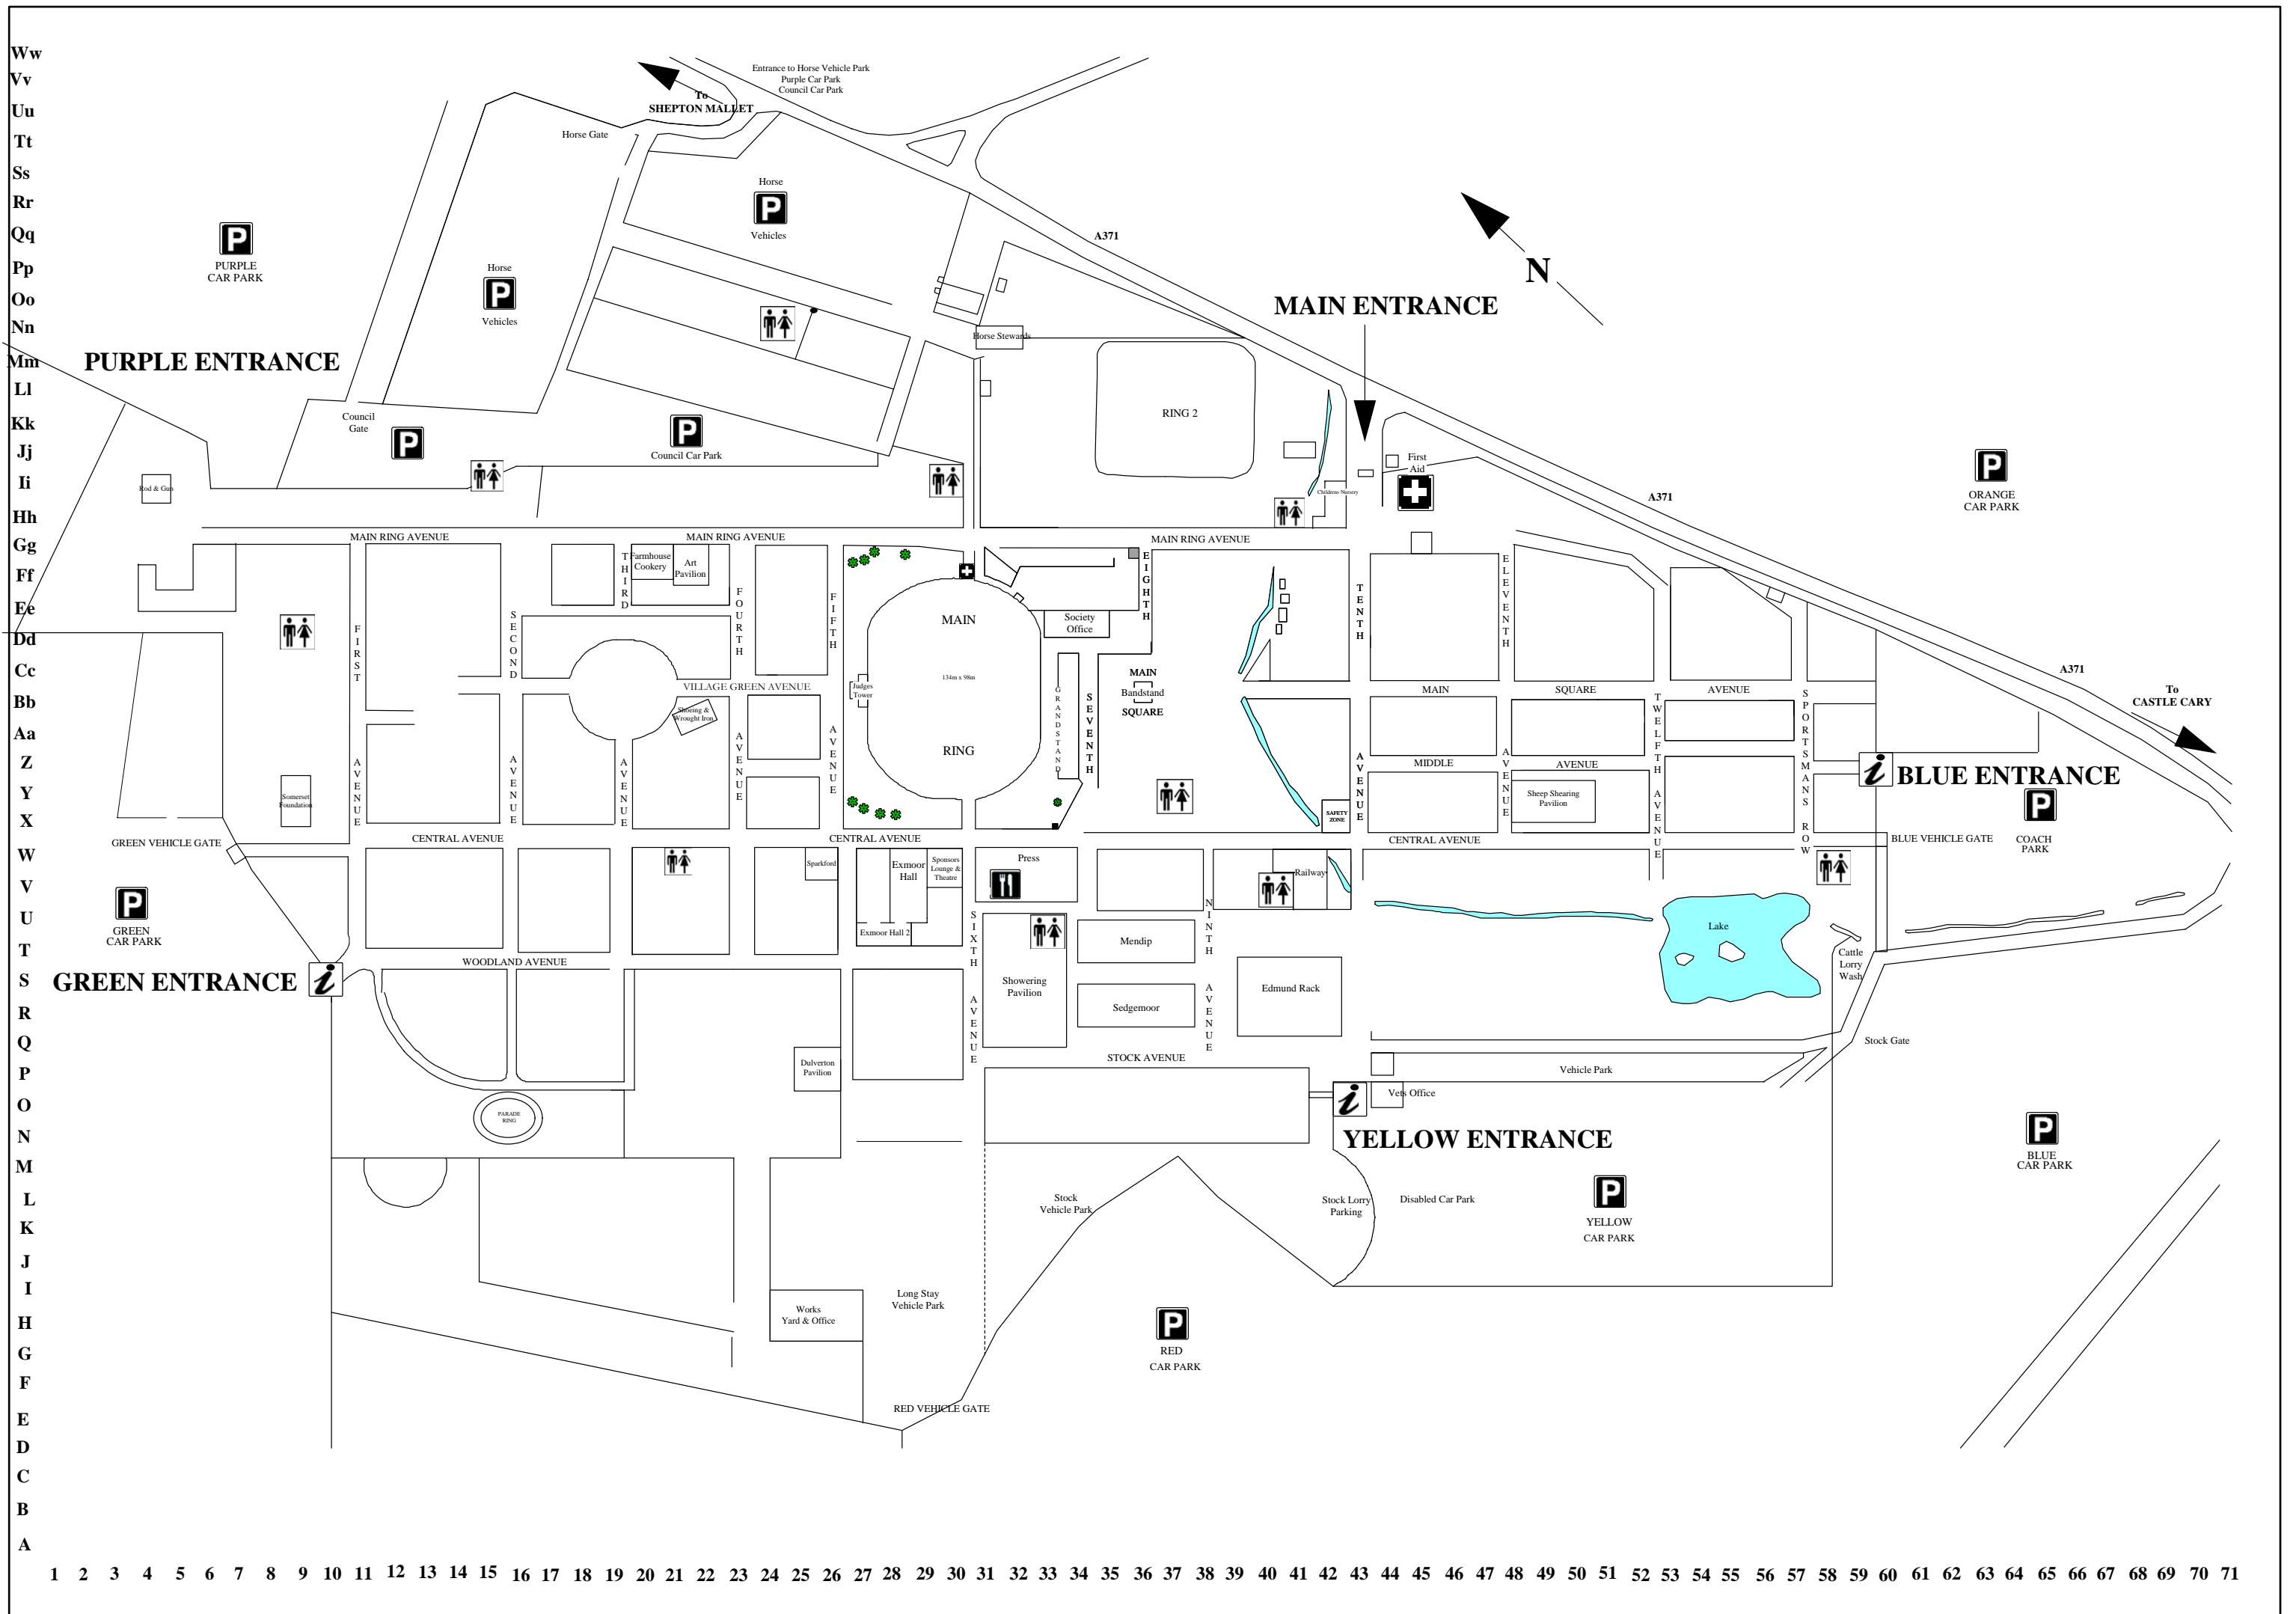 Ww
Vv
Uu
Tt
Ss
Rr
Qq
Pp
Oo
Nn
Mm
Ll
Kk
Jj
Ii
Hh
Gg
Ff
Ee
Dd
Cc
Bb
Aa
Z
Y
X
W
V
U
T
S
R
Q
P
O
N
M
L
K
J
I
H
G
F
E
D
C
B
A
Entrance to Horse Vehicle Park
Purple Car Park
Council Car Park
To
SHEPTON MALLET
Horse Gate
Horse
P
Vehicles
P
PURPLE
CAR PARK
Horse
P
Vehicles
A371
N
MAIN ENTRANCE
Horse Stewards
PURPLE ENTRANCE
RING 2
Council
Gate
P
P
Council Car Park
Rod & Gun
First
Aid
Childrens Nursery
P
ORANGE
CAR PARK
A371
MAIN RING AVENUE
MAIN RING AVENUE
MAIN RING AVENUE
Farmhouse
Cookery
Art
Pavilion
THIRD
FOURTH
FIFTH
EIGHTH
TENTH
ELEVENTH
FIRST
SECOND
MAIN
134m x 98m
RING
Society
Office
Judges
Tower
GRANDSTAND
SEVENTH
MAIN
Bandstand
SQUARE
VILLAGE GREEN AVENUE
Shoeing &
Wrought Iron
MAIN
SQUARE
AVENUE
A371
To
CASTLE CARY
TWELFTH AVENUE
SPORTSMANS ROW
AVENUE
AVENUE
AVENUE
AVENUE
AVENUE
AVENUE
AVENUE
MIDDLE
AVENUE
i
BLUE ENTRANCE
Somerset
Foundation
Sheep Shearing
Pavilion
SAFETY
ZONE
P
COACH
PARK
GREEN VEHICLE GATE
CENTRAL AVENUE
CENTRAL AVENUE
CENTRAL AVENUE
BLUE VEHICLE GATE
Sparkford
Exmoor
Hall
Sponsors
Lounge &
Theatre
Press
Railway
P
GREEN
CAR PARK
Exmoor Hall 2
SIXTH
AVENUE
NINTH
AVENUE
Mendip
Lake
Cattle
Lorry
Wash
WOODLAND AVENUE
GREEN ENTRANCE
i
Showering
Pavilion
Sedgemoor
Edmund Rack
Stock Gate
STOCK AVENUE
Dulverton
Pavilion
Vehicle Park
i
Vets Office
PARADE
RING
YELLOW ENTRANCE
P
BLUE
CAR PARK
Stock
Vehicle Park
Stock Lorry
Parking
Disabled Car Park
P
YELLOW
CAR PARK
Works
Yard & Office
Long Stay
Vehicle Park
P
RED
CAR PARK
RED VEHICLE GATE
1 2 3 4 5 6 7 8 9 10 11 12 13 14 15 16 17 18 19 20 21 22 23 24 25 26 27 28 29 30 31 32 33 34 35 36 37 38 39 40 41 42 43 44 45 46 47 48 49 50 51 52 53 54 55 56 57 58 59 60 61 62 63 64 65 66 67 68 69 70 71